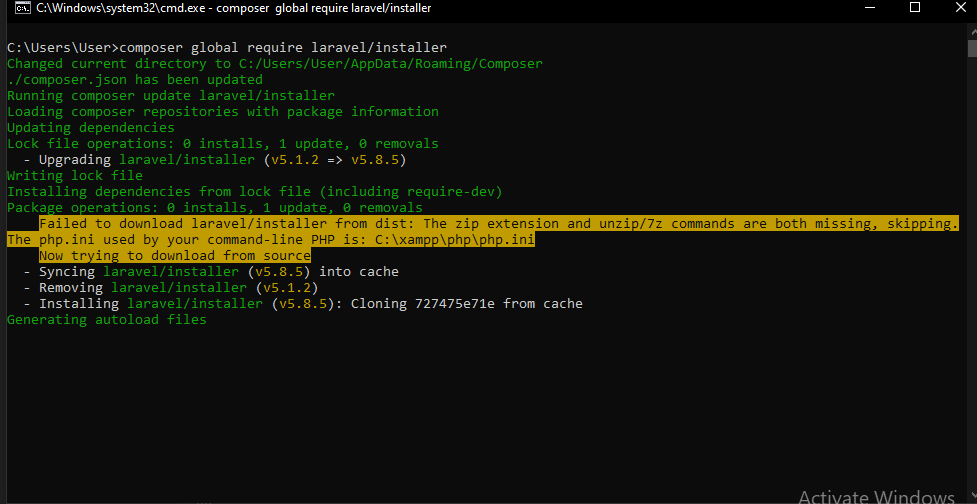 C:\Windows\system32\cmd.exe - composer global require laravel/installer
C:\Users\User>composer global require laravel/installer
Changed current directory to C:/Users/User/AppData/Roaming/Composer
./composer.json has been updated
Running composer update laravel/installer
Loading composer repositories with package information
Updating dependencies
Lock file operations: 0 installs, 1 update, 0 removals
  - Upgrading laravel/installer (v5.1.2 => v5.8.5)
Writing lock file
Installing dependencies from lock file (including require-dev)
Package operations: 0 installs, 1 update, 0 removals
    Failed to download laravel/installer from dist: The zip extension and unzip/7z commands are both missing, skipping.
The php.ini used by your command-line PHP is: C:\xampp\php\php.ini
    Now trying to download from source
  - Syncing laravel/installer (v5.8.5) into cache
  - Removing laravel/installer (v5.1.2)
  - Installing laravel/installer (v5.8.5): Cloning 727475e71e from cache
Generating autoload files
Activate Windows